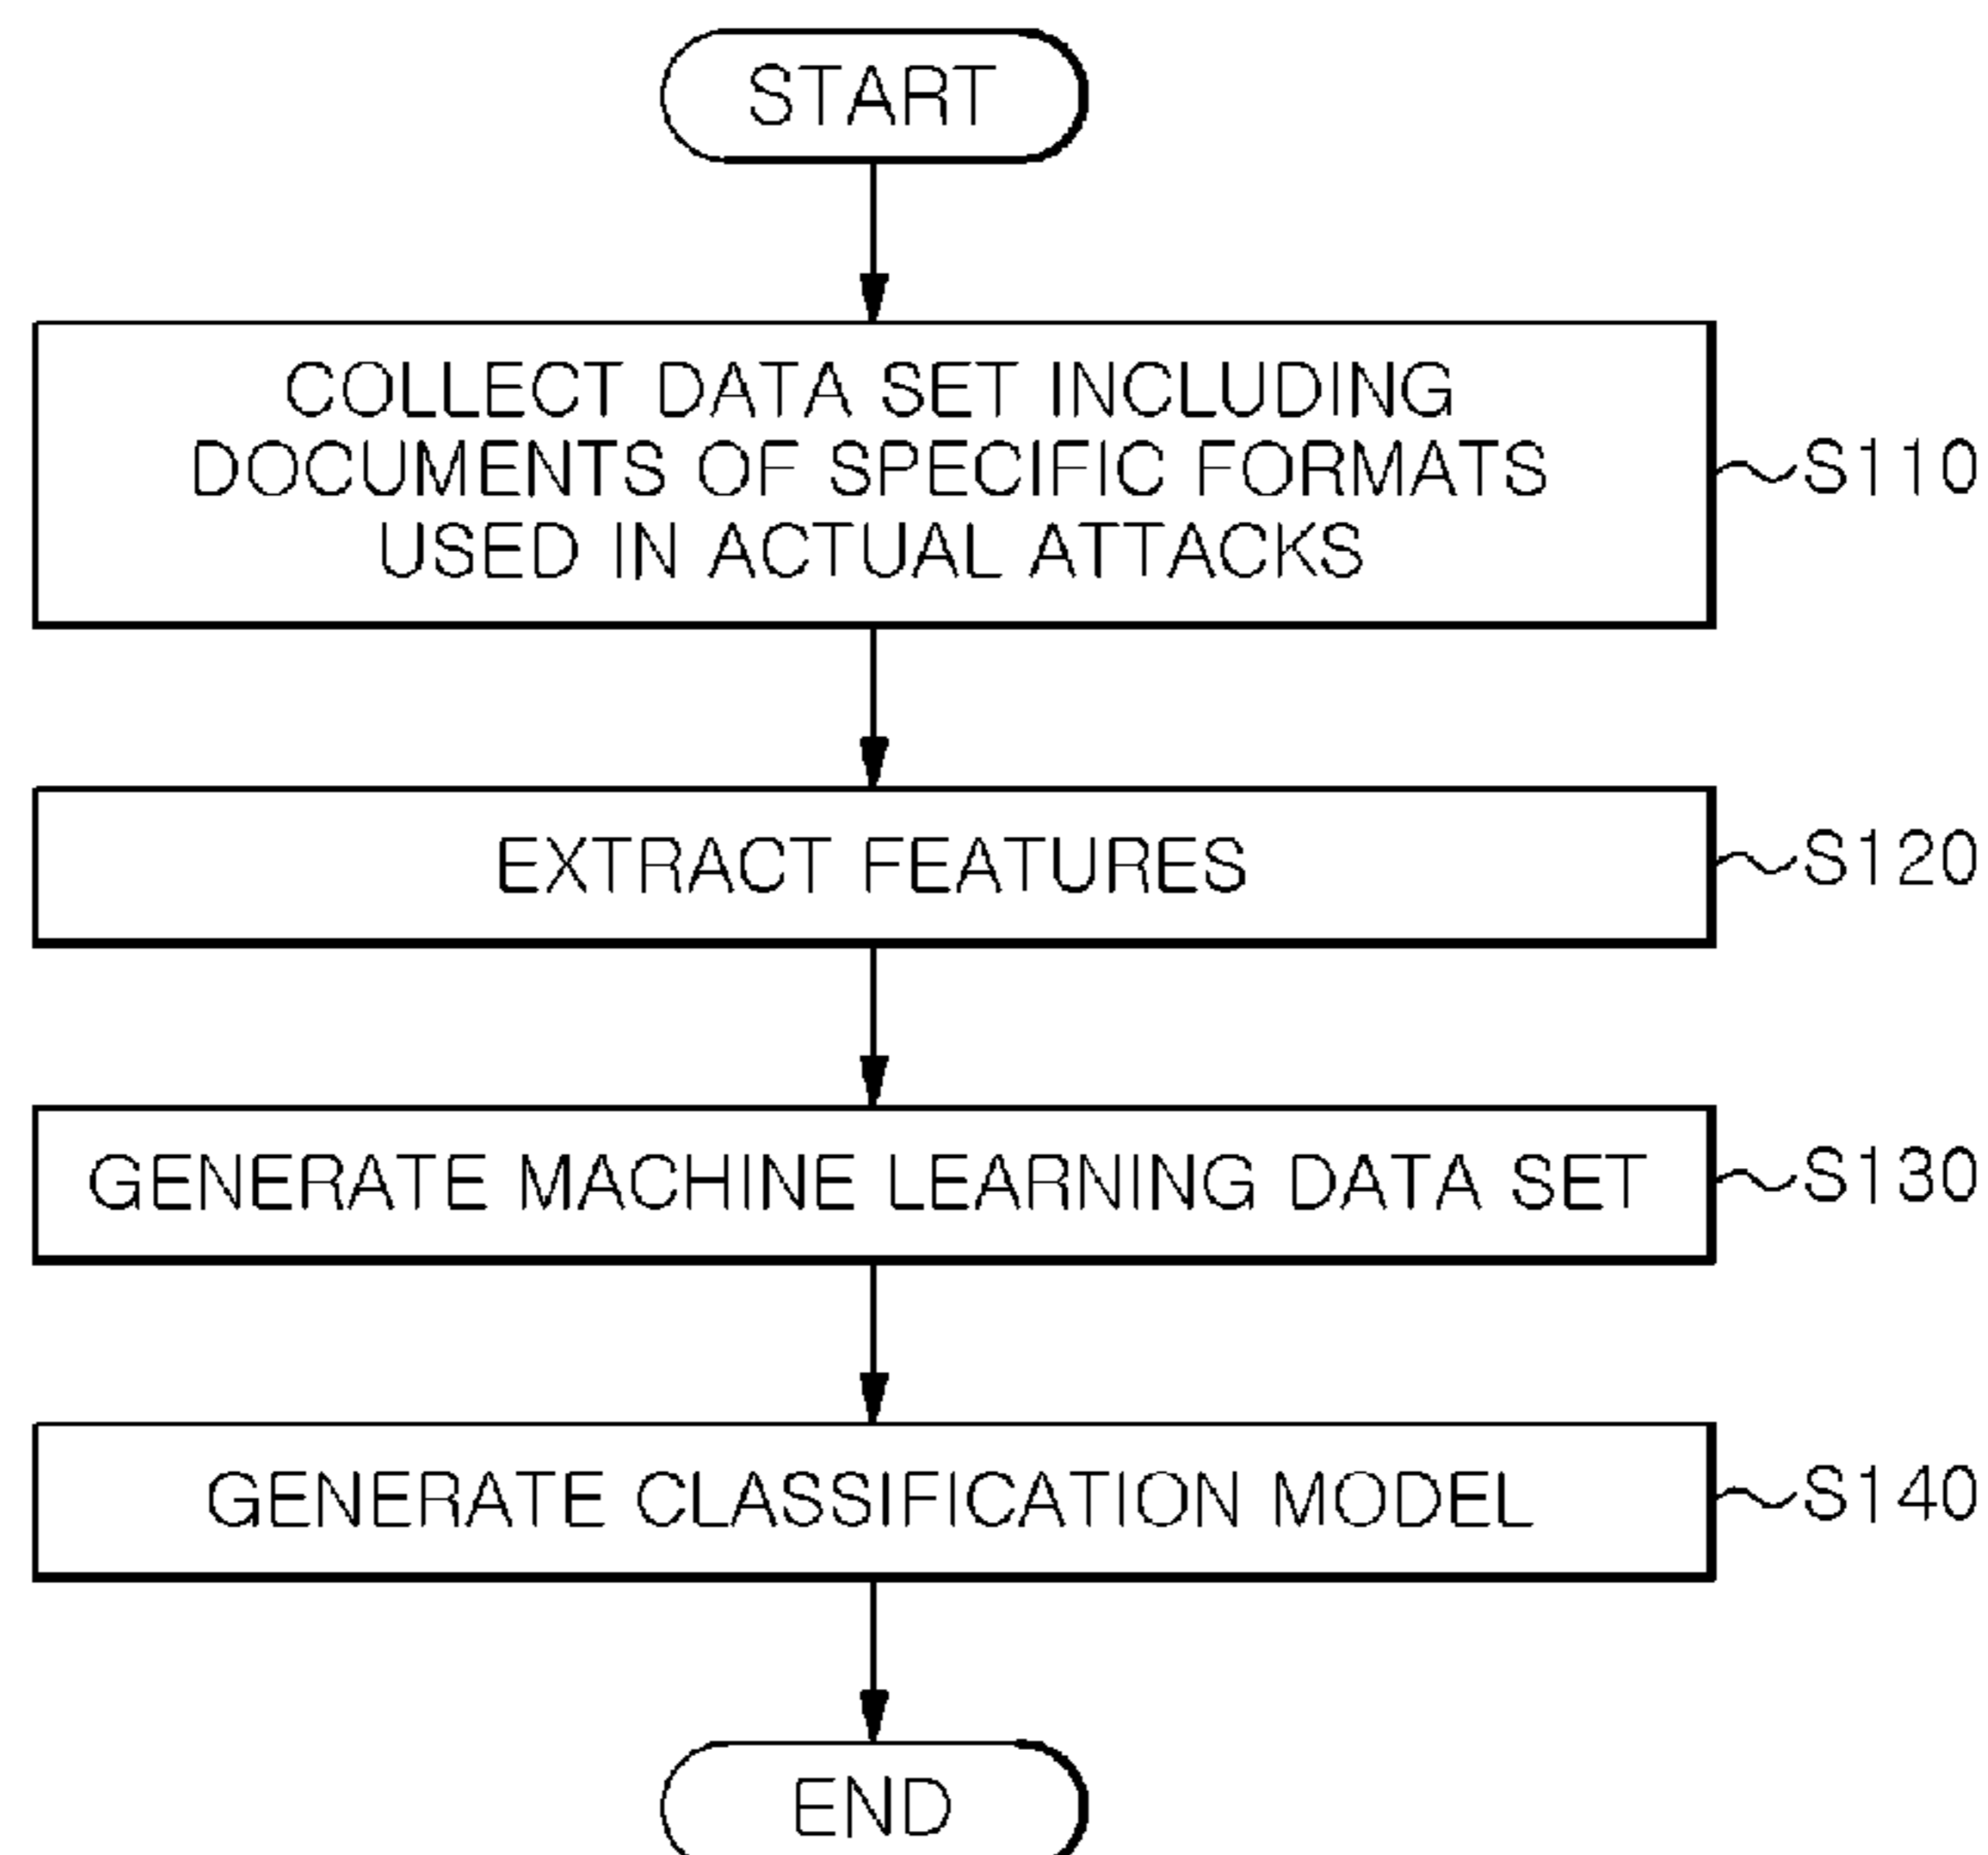 START
COLLECT DATA SET INCLUDING
DOCUMENTS OF SPECIFIC FORMATS
USED IN ACTUAL ATTACKS
S110
EXTRACT FEATURES
S120
GENERATE MACHINE LEARNING DATA SET
S130
GENERATE CLASSIFICATION MODEL
S140
END